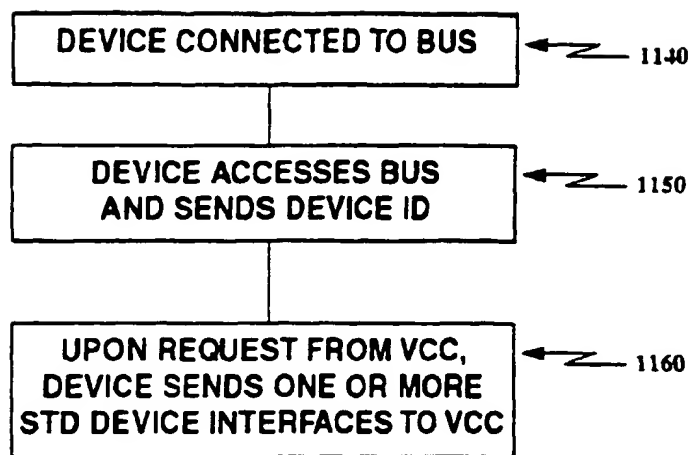 DEVICE CONNECTED TO BUS
1140
DEVICE ACCESSES BUS
AND SENDS DEVICE ID
1150
UPON REQUEST FROM VCC,
DEVICE SENDS ONE OR MORE
STD DEVICE INTERFACES TO VCC
1160